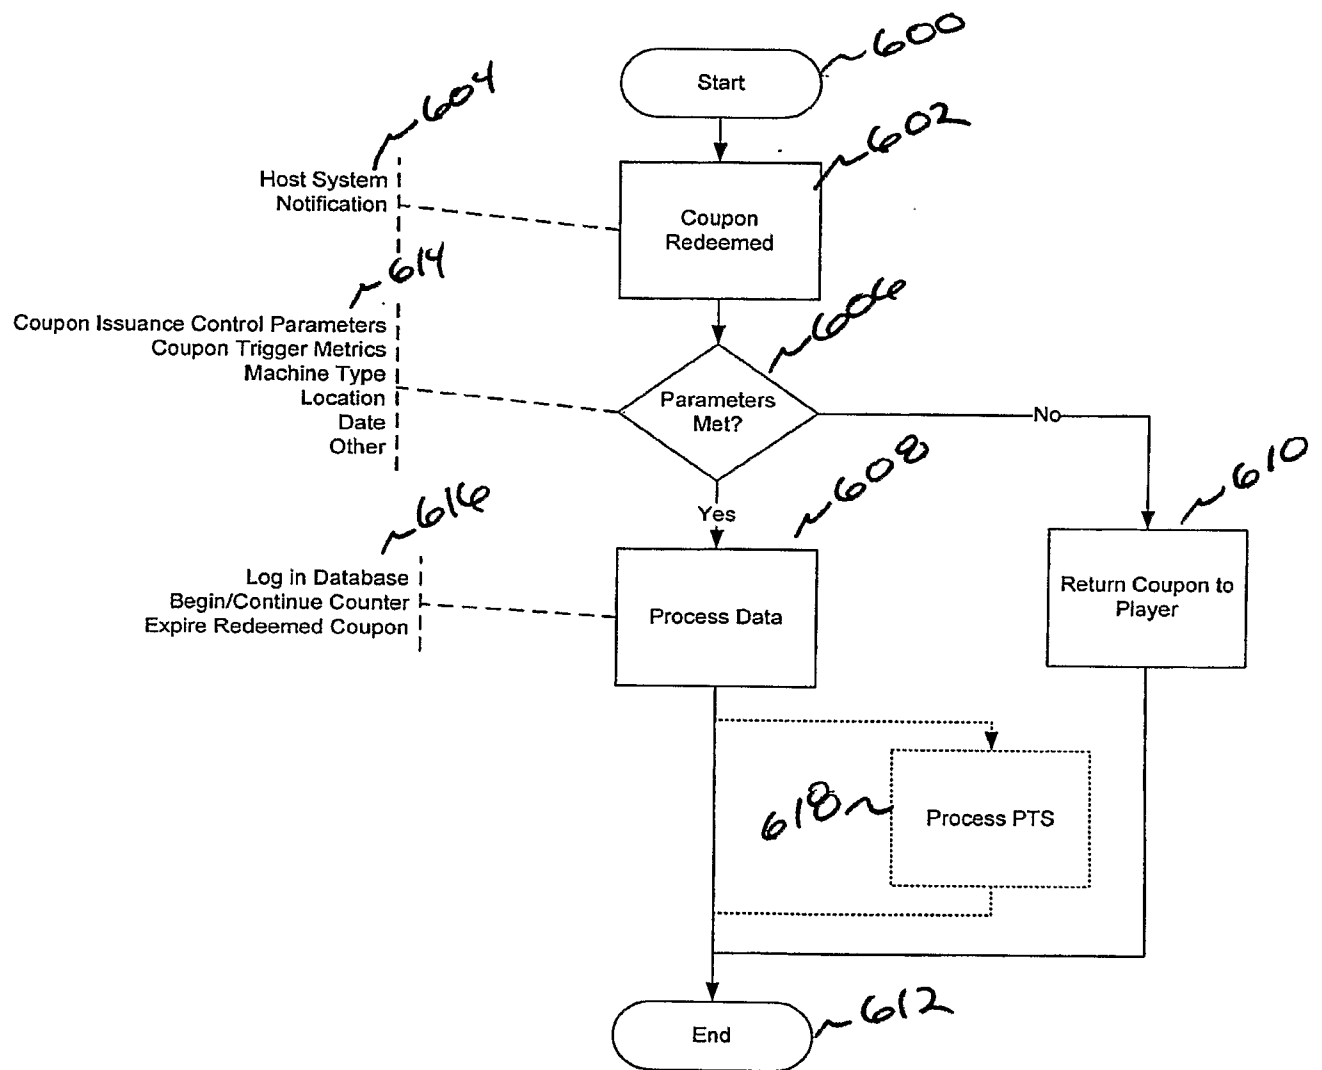 Start
600
604
602
Host System
Notification
Coupon
Redeemed
614
606
Coupon Issuance Control Parameters
Coupon Trigger Metrics
Machine Type
Location
Date
Other
Parameters
Met?
No
608
610
Yes
616
Log in Database
Begin/Continue Counter
Expire Redeemed Coupon
Process Data
Return Coupon to
Player
618
Process PTS
End
612